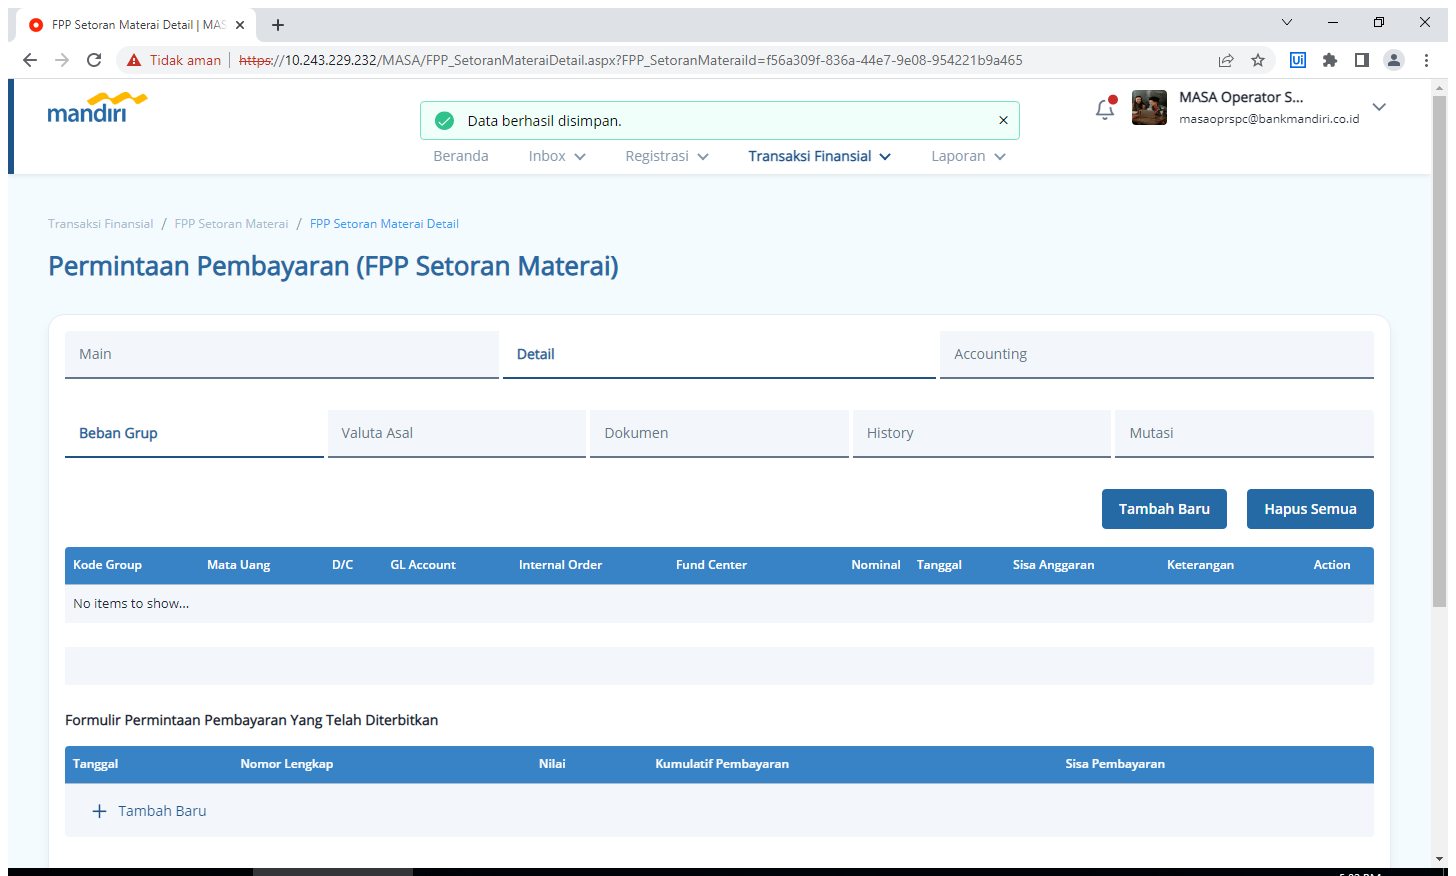 FPP Setoran Materai Detail | MAS
Tidak aman
https://10.243.229.232/MASA/FPP_SetoranMateraiDetail.aspx?FPP_SetoranMateraiId=f56a309f-836a-44e7-9e08-954221b9a465
Ui
mandiri
Data berhasil disimpan.
MASA Operator S...
masaoprspc@bankmandiri.co.id
Beranda
Inbox
Registrasi
Transaksi Finansial
Laporan
Transaksi Finansial / FPP Setoran Materai / FPP Setoran Materai Detail
Permintaan Pembayaran (FPP Setoran Materai)
Main
Detail
Accounting
Beban Grup
Valuta Asal
Dokumen
History
Mutasi
Tambah Baru
Hapus Semua
Kode Group Mata Uang D/C GL Account Internal Order Fund Center Nominal Tanggal Sisa Anggaran Keterangan Action
No items to show...
Formulir Permintaan Pembayaran Yang Telah Diterbitkan
Tanggal Nomor Lengkap Nilai Kumulatif Pembayaran Sisa Pembayaran
+ Tambah Baru